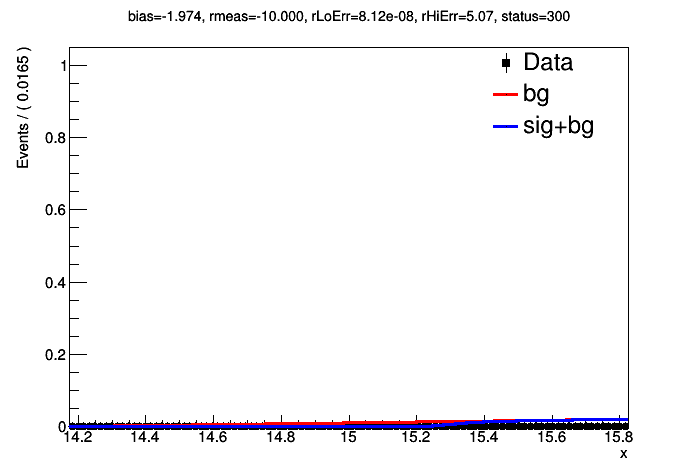 bias=-1.974, rmeas=-10.000, rLoErr=8.12e-08, rHiErr=5.07, status=300
Events / ( 0.0165 )
1
0.8
0.6
0.4
0.2
0
Data
bg
sig+bg
14.2 14.4 14.6 14.8 15 15.2 15.4 15.6 15.8
x